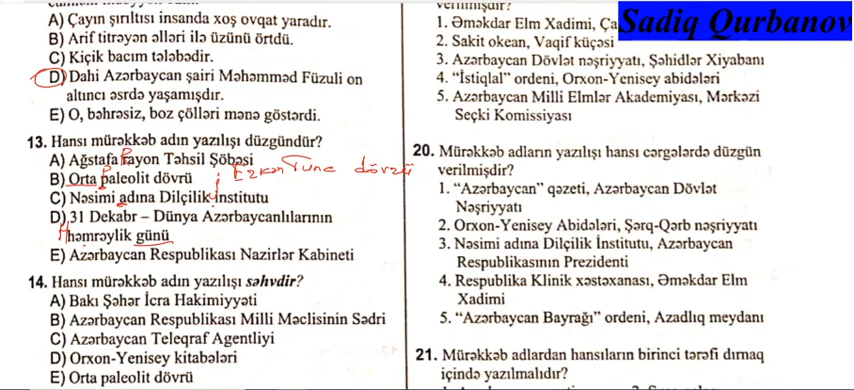 A) Çayın şırıltısı insanda xoş ovqat yaradır.
B) Arif titrəyən əlləri ilə üzünü örtdü.
C) Kiçik bacım tələbədir.
D) Dahi Azərbaycan şairi Məhəmməd Füzuli on
altıncı əsrdə yaşamışdır.
E) O, bəhrəsiz, boz çölləri mənə göstərdi.
13. Hansı mürəkkəb adın yazılışı düzgündür?
A) Ağstafa rayon Təhsil Şöbəsi
B) Orta paleolit dövrü
Ezkən Tunc dövrü
C) Nəsimi adına Dilçilik İnstitutu
D) 31 Dekabr – Dünya Azərbaycanlılarının
həmrəylik günü
E) Azərbaycan Respublikası Nazirlər Kabineti
14. Hansı mürəkkəb adın yazılışı səhvdir?
A) Bakı Şəhər İcra Hakimiyyəti
B) Azərbaycan Respublikası Milli Məclisinin Sədri
C) Azərbaycan Teleqraf Agentliyi
D) Orxon-Yenisey kitabələri
E) Orta paleolit dövrü
verilmişdir?
Sadiq Qurbanov
1. Əməkdar Elm Xadimi, Ça
2. Sakit okean, Vaqif küçəsi
3. Azərbaycan Dövlət nəşriyyatı, Şəhidlər Xiyabanı
4. “İstiqlal” ordeni, Orxon-Yenisey abidələri
5. Azərbaycan Milli Elmlər Akademiyası, Mərkəzi
Seçki Komissiyası
20. Mürəkkəb adların yazılışı hansı cərgələrdə düzgün
verilmişdir?
1. “Azərbaycan” qəzeti, Azərbaycan Dövlət
Nəşriyyatı
2. Orxon-Yenisey Abidələri, Şərq-Qərb nəşriyyatı
3. Nəsimi adına Dilçilik İnstitutu, Azərbaycan
Respublikasının Prezidenti
4. Respublika Klinik xəstəxanası, Əməkdar Elm
Xadimi
5. “Azərbaycan Bayrağı” ordeni, Azadlıq meydanı
21. Mürəkkəb adlardan hansıların birinci tərəfi dırnaq
içində yazılmalıdır?